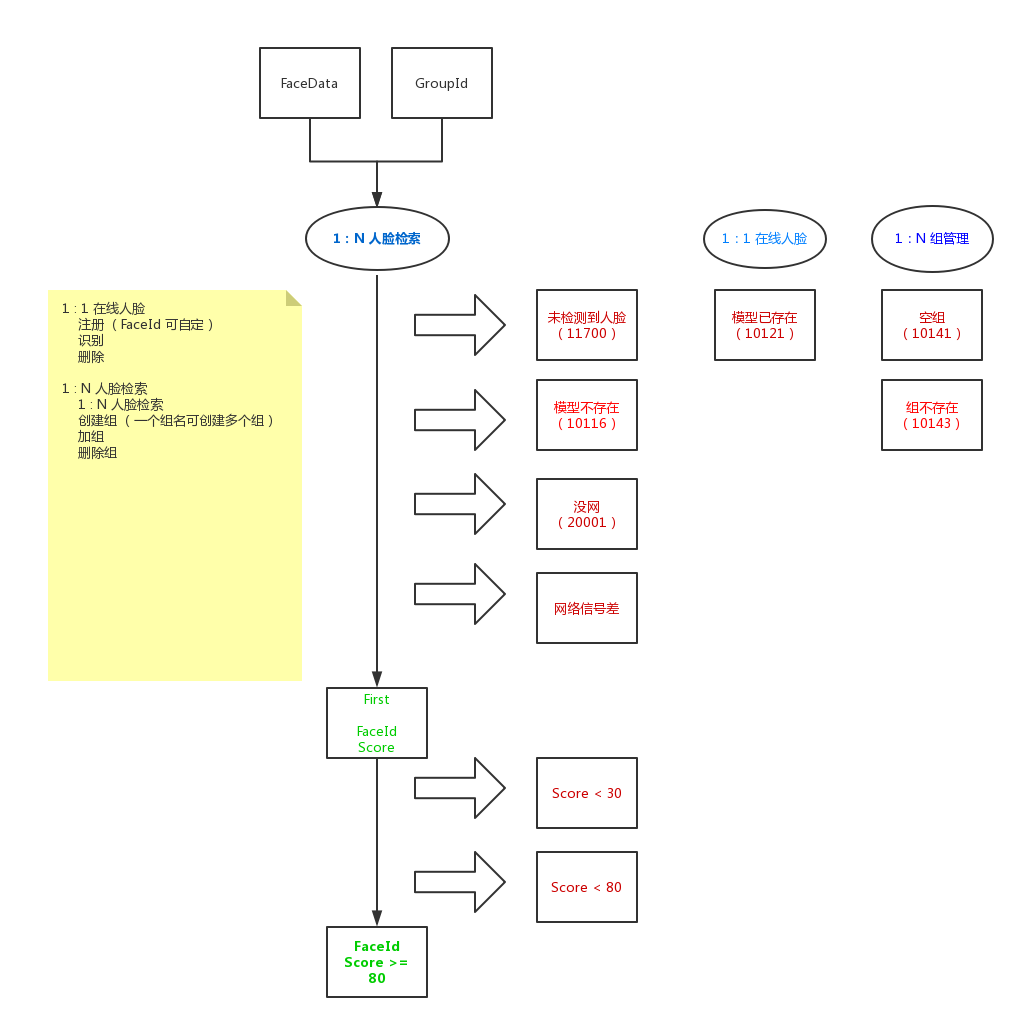 FaceData
GroupId
1 : N 人脸检索
1 : 1 在线人脸
1 : N 组管理
1 : 1 在线人脸
注册（ FaceId 可自定 ）
识别
删除
1 : N 人脸检索
1 : N 人脸检索
创建组（ 一个组名可创建多个组 ）
加组
删除组
未检测到人脸
（ 11700 ）
模型已存在
（ 10121 ）
空组
（ 10141 ）
模型不存在
（ 10116 ）
组不存在
（ 10143 ）
没网
（ 20001 ）
网络信号差
First
FaceId
Score
Score < 30
Score < 80
FaceId
Score >=
80